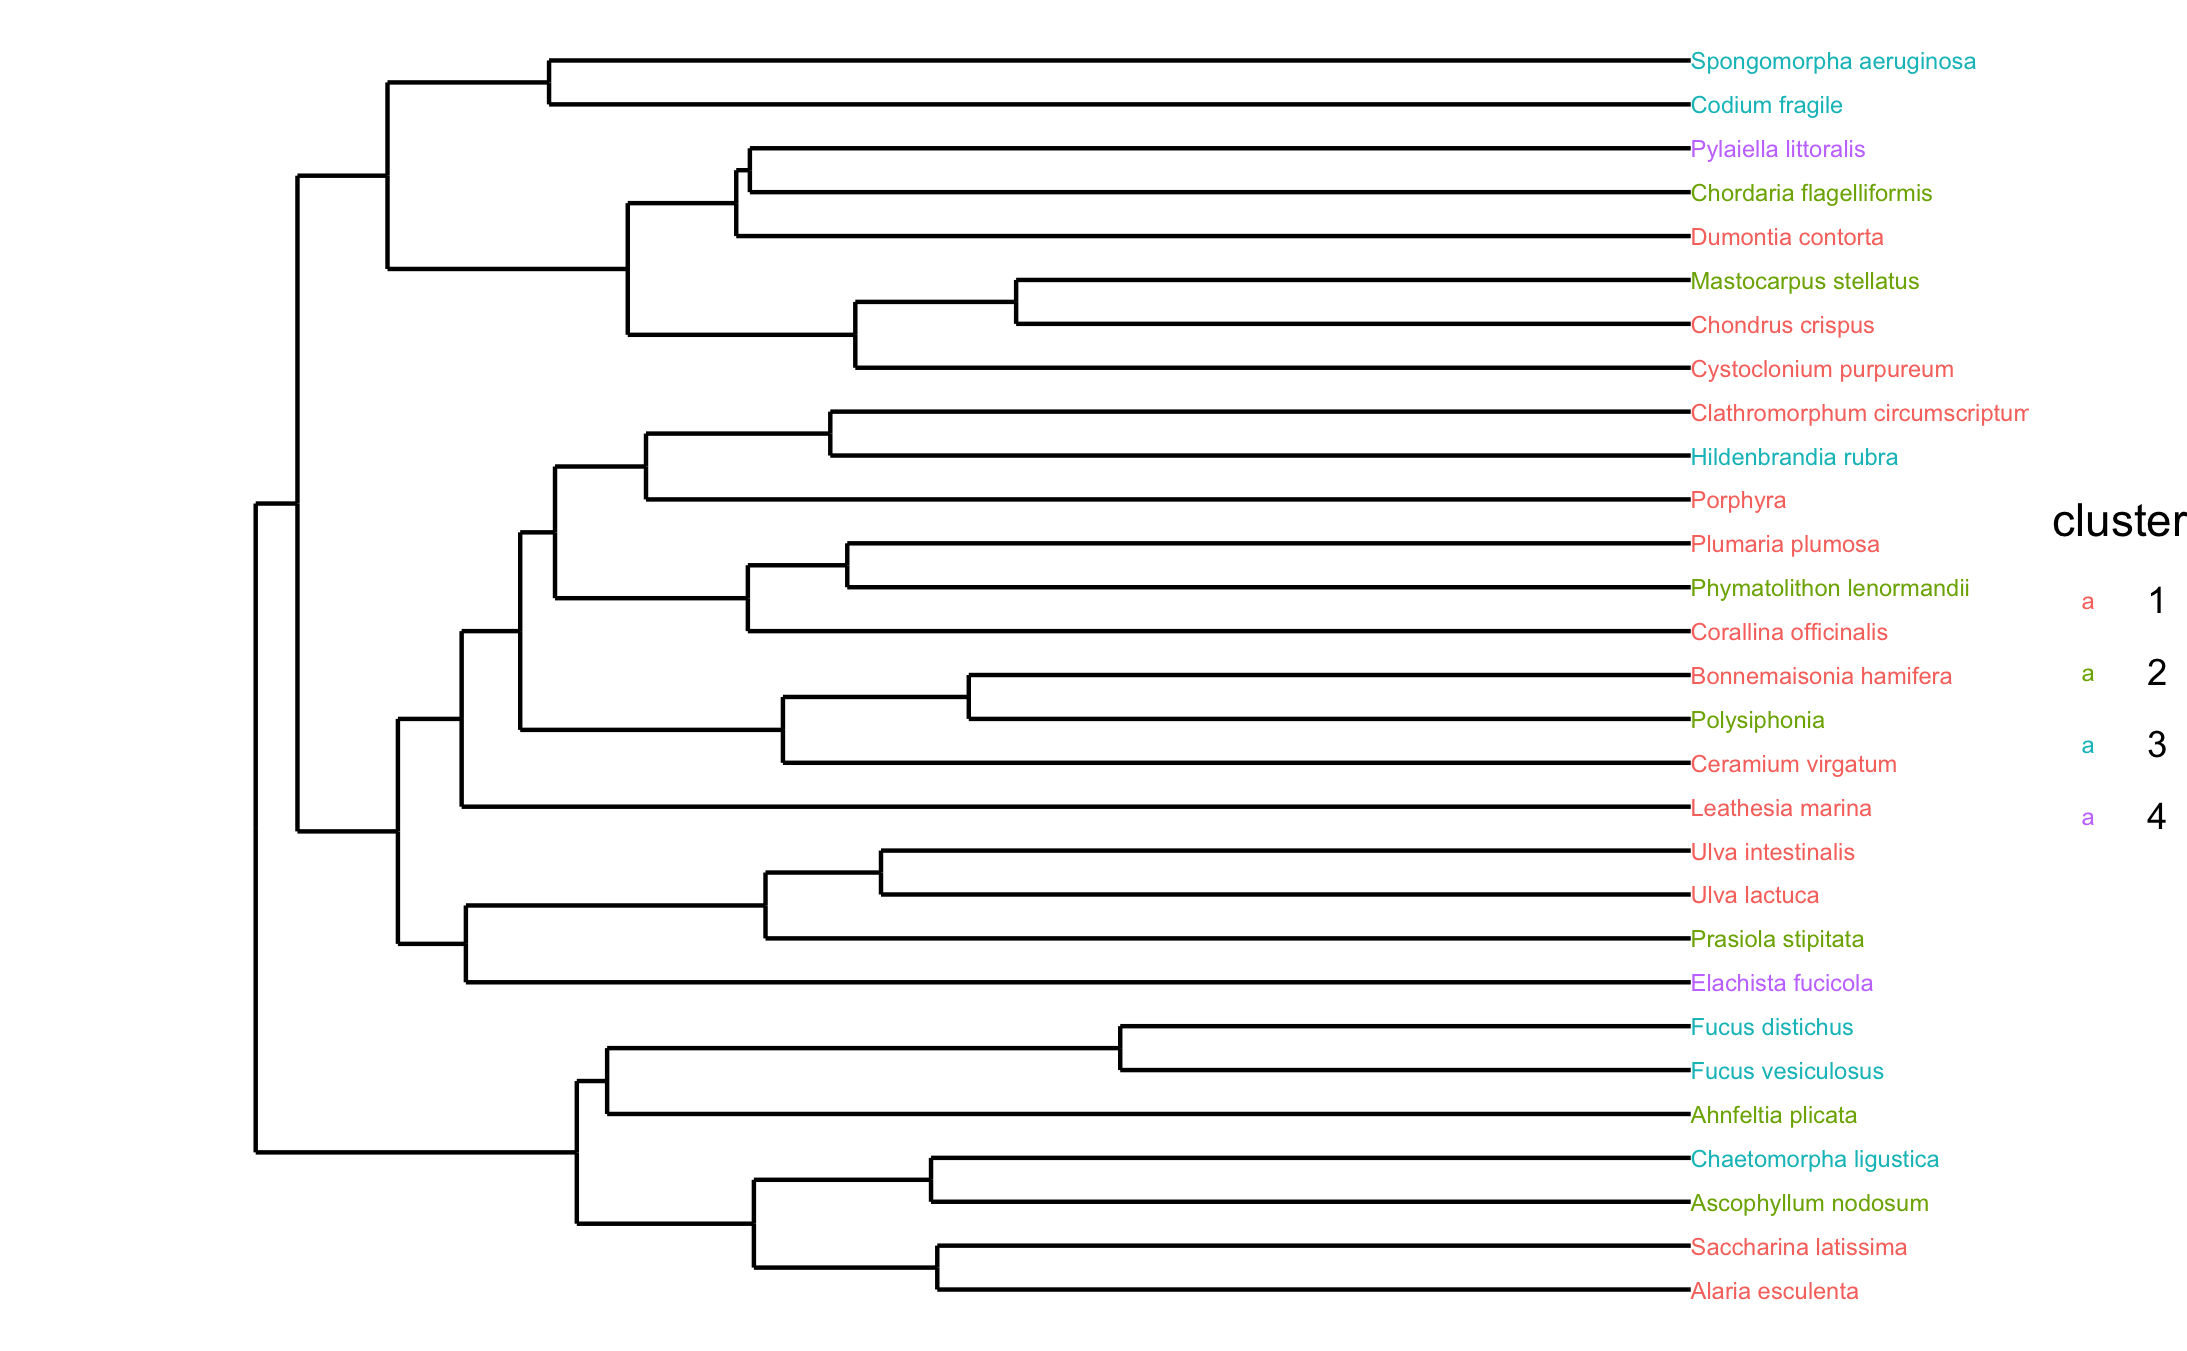 Spongomorpha aeruginosa
Codium fragile
Pylaiella littoralis
Chordaria flagelliformis
Dumontia contorta
Mastocarpus stellatus
Chondrus crispus
Cystoclonium purpureum
Clathromorphum circumscriptum
Hildenbrandia rubra
Porphyra
Plumaria plumosa
Phymatolithon lenormandii
Corallina officinalis
Bonnemaisonia hamifera
Polysiphonia
Ceramium virgatum
Leathesia marina
Ulva intestinalis
Ulva lactuca
Prasiola stipitata
Elachista fucicola
Fucus distichus
Fucus vesiculosus
Ahnfeltia plicata
Chaetomorpha ligustica
Ascophyllum nodosum
Saccharina latissima
Alaria esculenta
cluster
a 1
a 2
a 3
a 4